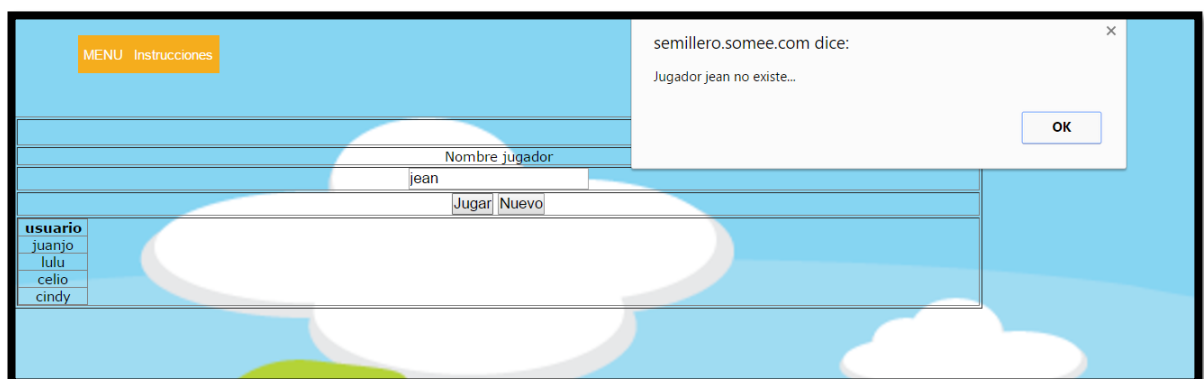 MENU Instrucciones
semillero.somee.com dice:
×
Jugador jean no existe...
OK
Nombre jugador
jean
Jugar Nuevo
usuario
juanjo
lulu
celio
cindy